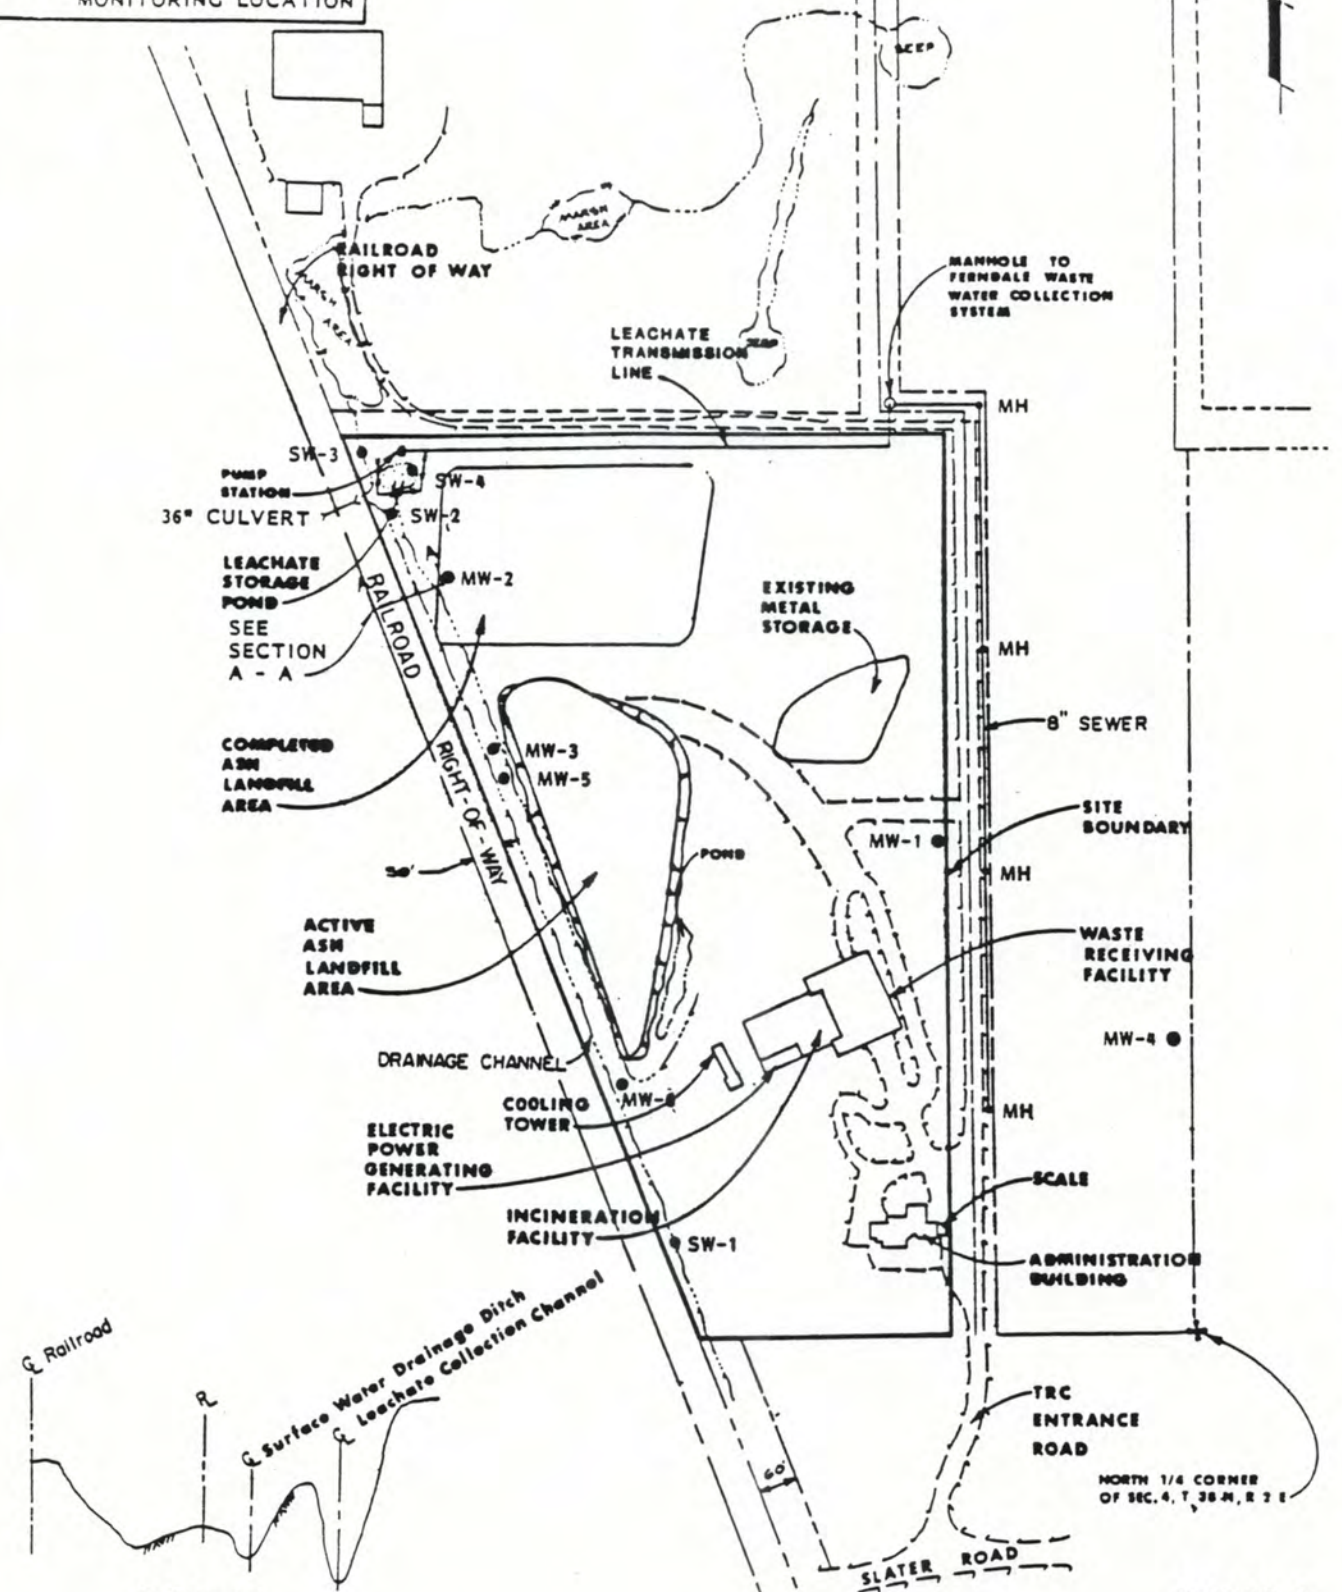 MONITORING LOCATION
SEEP
MARSH
AREA
RAILROAD
RIGHT OF WAY
MARSH
AREA
MANHOLE TO
FERNDALE WASTE
WATER COLLECTION
SYSTEM
LEACHATE
TRANSMISSION
LINE
SEEP
MH
SW-3
PUMP
STATION
SW-4
36" CULVERT
SW-2
LEACHATE
STORAGE
POND
A
A
MW-2
SEE
SECTION
A - A
EXISTING
METAL
STORAGE
RAILROAD
RIGHT-OF-WAY
MH
8" SEWER
COMPLETED
ASH
LANDFILL
AREA
MW-3
MW-5
SITE
BOUNDARY
MW-1
50'
POND
MH
ACTIVE
ASH
LANDFILL
AREA
WASTE
RECEIVING
FACILITY
MW-4
DRAINAGE CHANNEL
MW-
COOLING
TOWER
MH
ELECTRIC
POWER
GENERATING
FACILITY
SCALE
INCINERATION
FACILITY
SW-1
ADMINISTRATION
BUILDING
℄ Railroad
℄ Surface Water Drainage Ditch
℄ Leachate Collection Channel
TRC
ENTRANCE
ROAD
60'
NORTH 1/4 CORNER
OF SEC. 4, T 38 N, R 2 E
SLATER ROAD